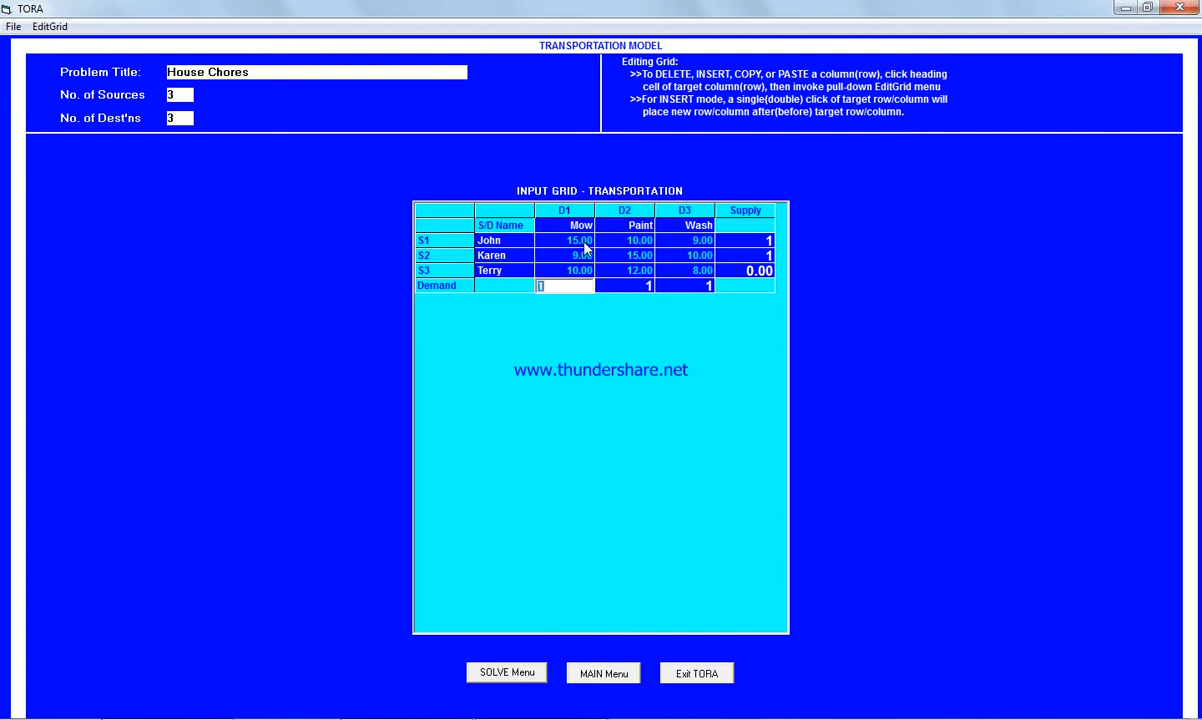 TORA
File EditGrid
TRANSPORTATION MODEL
Problem Title: House Chores
No. of Sources 3
No. of Dest'ns 3
Editing Grid:
>>To DELETE, INSERT, COPY, or PASTE a column(row), click heading
cell of target column(row), then invoke pull-down EditGrid menu
>>For INSERT mode, a single(double) click of target row/column will
place new row/column after(before) target row/column.
INPUT GRID - TRANSPORTATION
D1 D2 D3 Supply
S/D Name Mow Paint Wash
S1 John 15.00 10.00 9.00 1
S2 Karen 9.00 15.00 10.00 1
S3 Terry 10.00 12.00 8.00 0.00
Demand 1 1 1
www.thundershare.net
SOLVE Menu MAIN Menu Exit TORA